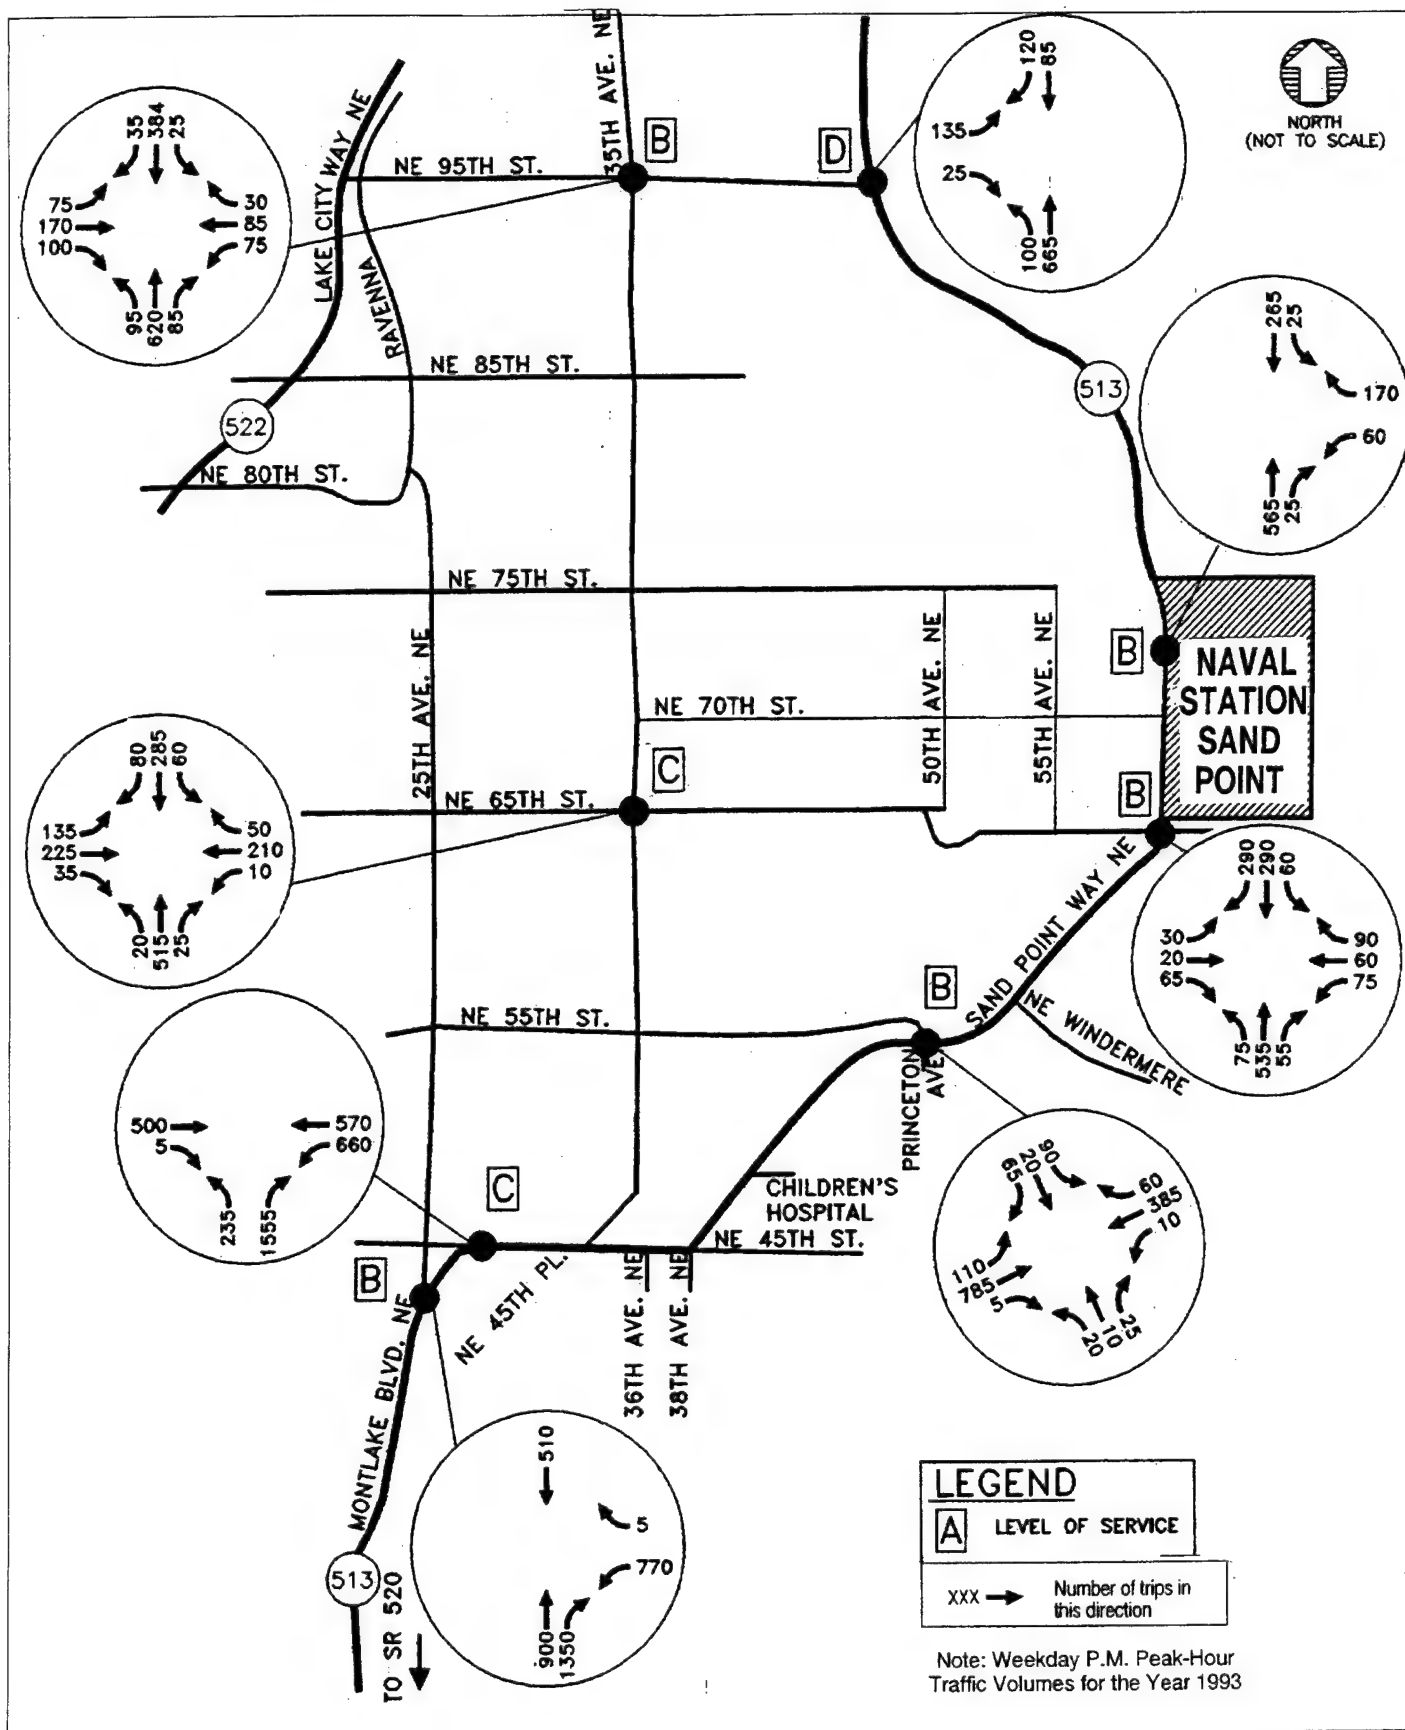 35TH AVE. NE
120
85
135
25
100
665
NORTH
(NOT TO SCALE)
35
384
25
75
170
100
30
85
75
95
620
85
LAKE CITY WAY NE
NE 95TH ST.
B
D
RAVENNA
NE 85TH ST.
522
NE 80TH ST.
513
265
25
170
60
565
25
NE 75TH ST.
25TH AVE. NE
50TH AVE. NE
55TH AVE. NE
B
NAVAL
STATION
SAND
POINT
NE 70TH ST.
C
NE 65TH ST.
B
80
285
60
135
225
35
50
210
10
20
515
25
SAND POINT WAY NE
290
290
60
30
20
65
90
60
75
75
535
55
NE 55TH ST.
B
NE WINDERMERE
PRINCETON
AVE
500
5
570
660
235
1555
C
CHILDREN'S
HOSPITAL
NE 45TH ST.
65
20
90
60
385
10
110
785
5
20
10
25
B
NE 45TH PL.
36TH AVE. NE
38TH AVE. NE
MONTLAKE BLVD. NE
510
5
770
900
1350
513
TO SR 520
LEGEND
A LEVEL OF SERVICE
XXX Number of trips in
this direction
Note: Weekday P.M. Peak-Hour
Traffic Volumes for the Year 1993